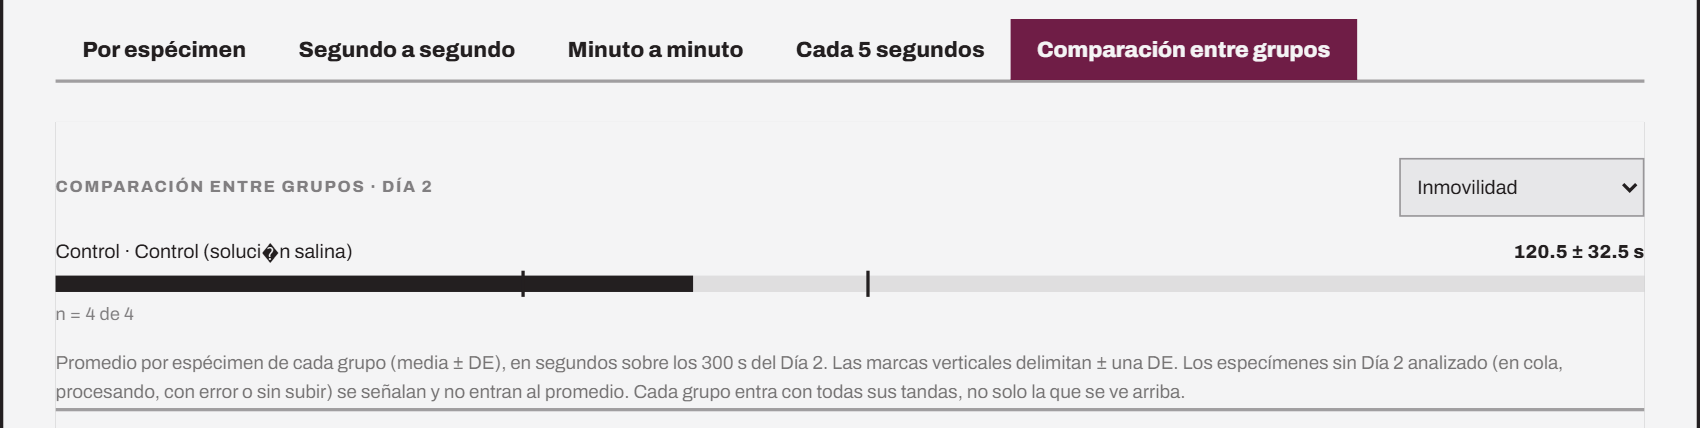 Por espécimen Segundo a segundo Minuto a minuto Cada 5 segundos Comparación entre grupos
COMPARACIÓN ENTRE GRUPOS · DÍA 2
Inmovilidad
Control · Control (soluci�n salina)
120.5 ± 32.5 s
n = 4 de 4
Promedio por espécimen de cada grupo (media ± DE), en segundos sobre los 300 s del Día 2. Las marcas verticales delimitan ± una DE. Los especímenes sin Día 2 analizado (en cola,
procesando, con error o sin subir) se señalan y no entran al promedio. Cada grupo entra con todas sus tandas, no solo la que se ve arriba.